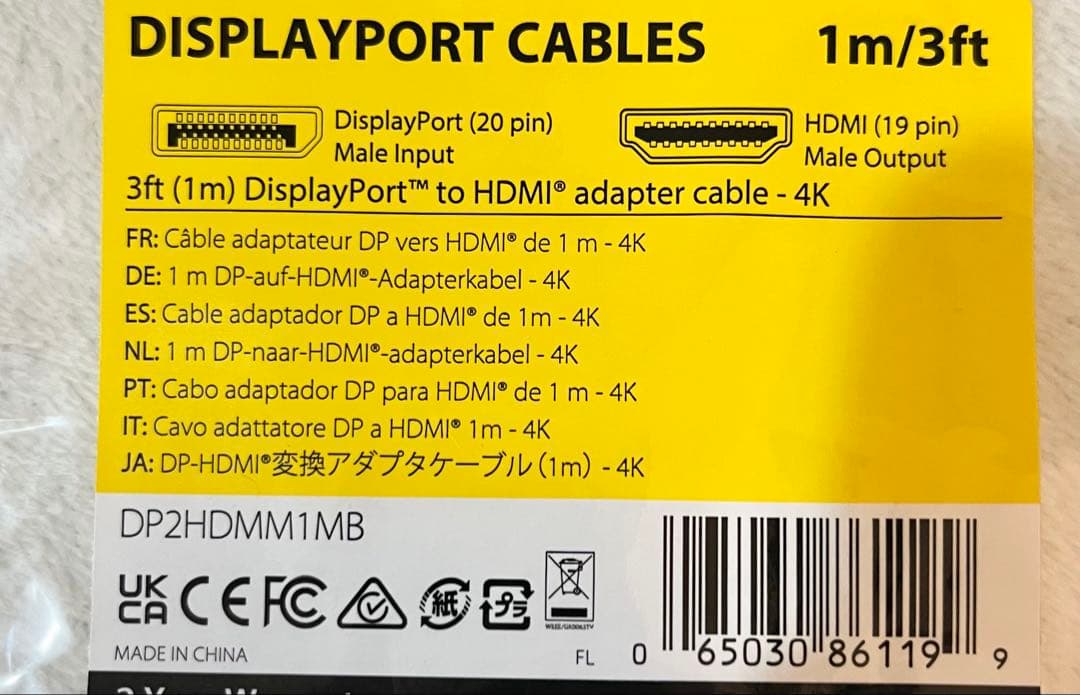 DISPLAYPORT CABLES 1m/3ft
DisplayPort (20 pin)
Male Input
HDMI (19 pin)
Male Output
3ft (1m) DisplayPort™ to HDMI® adapter cable - 4K
FR: Câble adaptateur DP vers HDMI® de 1 m - 4K
DE: 1 m DP-auf-HDMI®-Adapterkabel - 4K
ES: Cable adaptador DP a HDMI® de 1m - 4K
NL: 1 m DP-naar-HDMI®-adapterkabel - 4K
PT: Cabo adaptador DP para HDMI® de 1 m - 4K
IT: Cavo adattatore DP a HDMI® 1m - 4K
JA: DP-HDMI®変換アダプタケーブル（1m）- 4K
DP2HDMM1MB
UK
CA CE FC 紙 プラ
MADE IN CHINA
FL
0 65030 86119 9